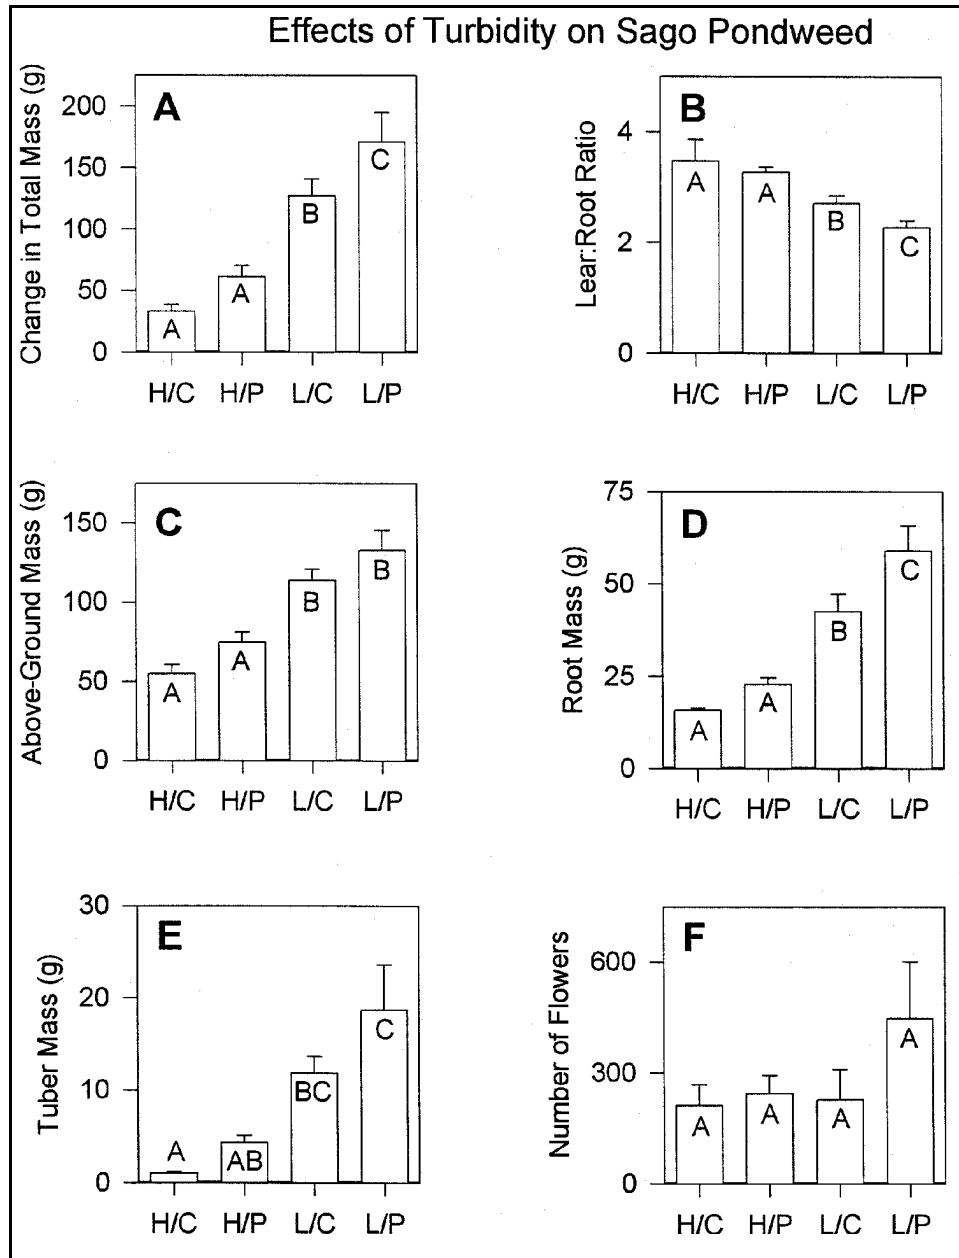 Effects of Turbidity on Sago Pondweed
A
Change in Total Mass (g)
200
150
100
50
0
A
A
B
C
H/C H/P L/C L/P
B
Lear:Root Ratio
4
2
0
A
A
B
C
H/C H/P L/C L/P
C
Above-Ground Mass (g)
150
100
50
0
A
A
B
B
H/C H/P L/C L/P
D
Root Mass (g)
75
50
25
0
A
A
B
C
H/C H/P L/C L/P
E
Tuber Mass (g)
30
20
10
0
A
AB
BC
C
H/C H/P L/C L/P
F
Number of Flowers
600
300
0
A
A
A
A
H/C H/P L/C L/P